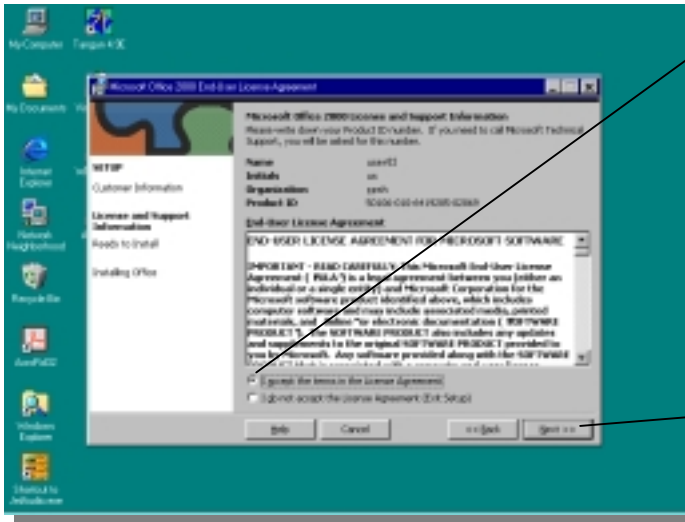 My Computer
Tangun 4.0E
Microsoft Office 2000 End-User License Agreement
My Documents
Microsoft Office 2000 License and Support Information
Please write down your Product ID number. If you need to call Microsoft Technical
Support, you will be asked for this number.
SETUP
Customer Information
License and Support
Information
Ready to Install
Installing Office
Name user03
Initials
Organization
Product ID
End-User License Agreement
END-USER LICENSE AGREEMENT FOR MICROSOFT SOFTWARE
IMPORTANT - READ CAREFULLY: This Microsoft End-User License
Agreement ("EULA") is a legal agreement between you (either an
individual or a single entity) and Microsoft Corporation for the
Microsoft software product identified above, which includes
computer software and may include associated media, printed
materials, and "online" or electronic documentation ("SOFTWARE
PRODUCT"). The SOFTWARE PRODUCT also includes any updates
and supplements to the original SOFTWARE PRODUCT provided to
you by Microsoft. Any software provided along with the SOFTWARE
I accept the terms in the License Agreement
I do not accept the License Agreement (Exit Setup)
Help
Cancel
<< Back
Next >>
Internet
Explorer
Network
Neighborhood
Recycle Bin
Windows
Explorer
Shortcut to